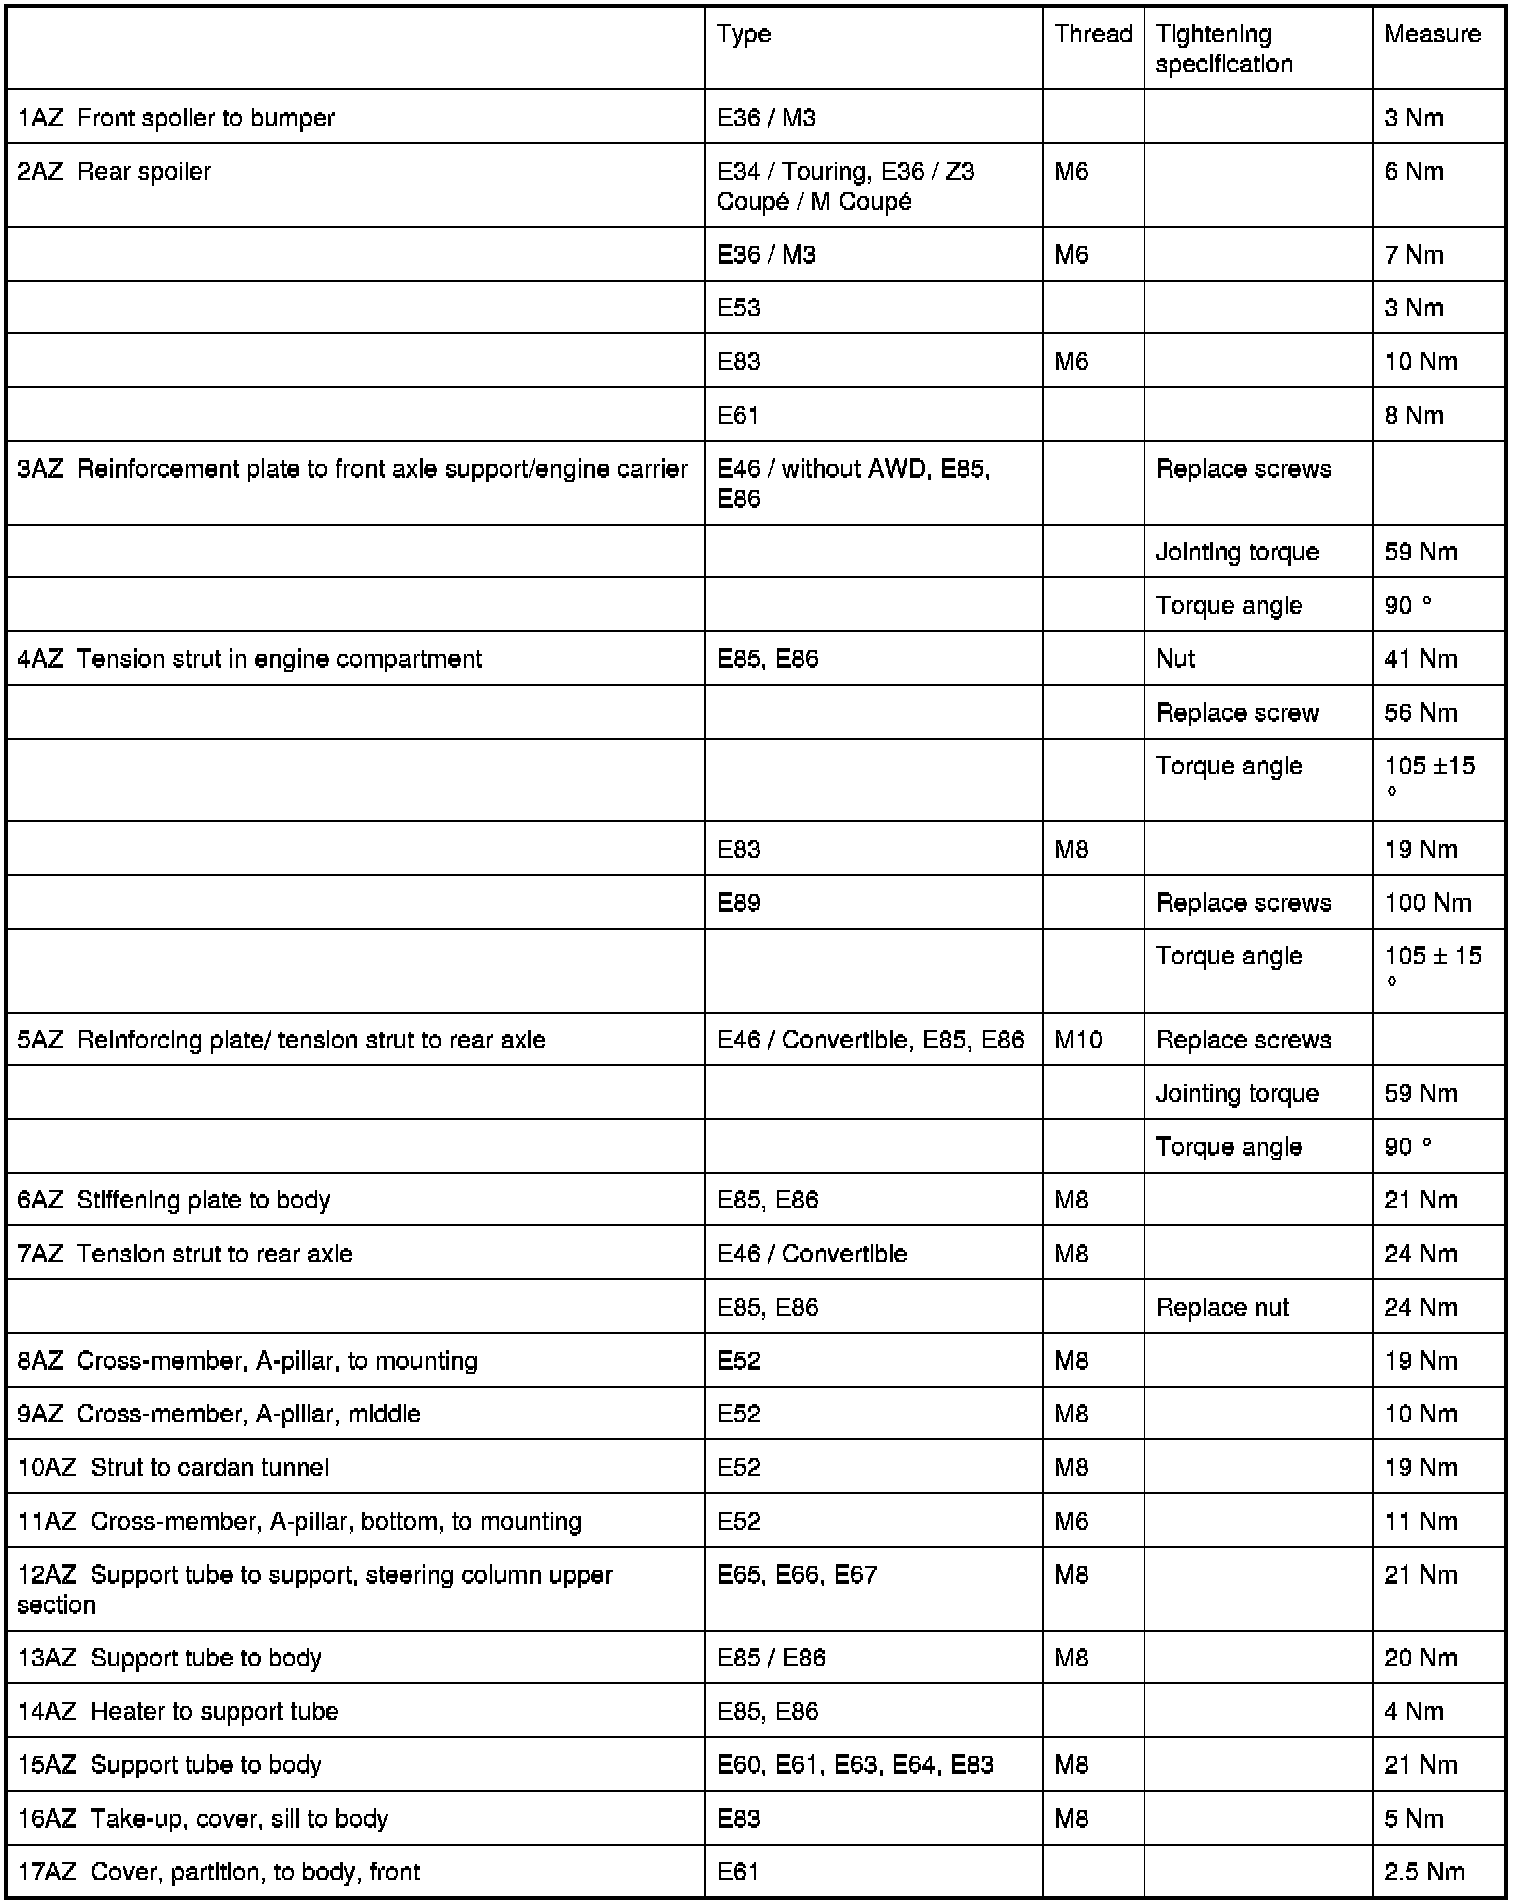 Type Thread Tightening Measure
specification
1AZ Front spoiler to bumper E36 / M3 3 Nm
2AZ Rear spoiler E34 / Touring, E36 / Z3 M6 6 Nm
Coupé / M Coupé
E36 / M3 M6 7 Nm
E53 3 Nm
E83 M6 10 Nm
E61 8 Nm
3AZ Reinforcement plate to front axle support/engine carrier E46 / without AWD, E85, Replace screws
E86
Jointing torque 59 Nm
Torque angle 90 °
4AZ Tension strut in engine compartment E85, E86 Nut 41 Nm
Replace screw 56 Nm
Torque angle 105 ±15
°
E83 M8 19 Nm
E89 Replace screws 100 Nm
Torque angle 105 ± 15
°
5AZ Reinforcing plate/ tension strut to rear axle E46 / Convertible, E85, E86 M10 Replace screws
Jointing torque 59 Nm
Torque angle 90 °
6AZ Stiffening plate to body E85, E86 M8 21 Nm
7AZ Tension strut to rear axle E46 / Convertible M8 24 Nm
E85, E86 Replace nut 24 Nm
8AZ Cross-member, A-pillar, to mounting E52 M8 19 Nm
9AZ Cross-member, A-pillar, middle E52 M8 10 Nm
10AZ Strut to cardan tunnel E52 M8 19 Nm
11AZ Cross-member, A-pillar, bottom, to mounting E52 M6 11 Nm
12AZ Support tube to support, steering column upper E65, E66, E67 M8 21 Nm
section
13AZ Support tube to body E85 / E86 M8 20 Nm
14AZ Heater to support tube E85, E86 4 Nm
15AZ Support tube to body E60, E61, E63, E64, E83 M8 21 Nm
16AZ Take-up, cover, sill to body E83 M8 5 Nm
17AZ Cover, partition, to body, front E61 2.5 Nm